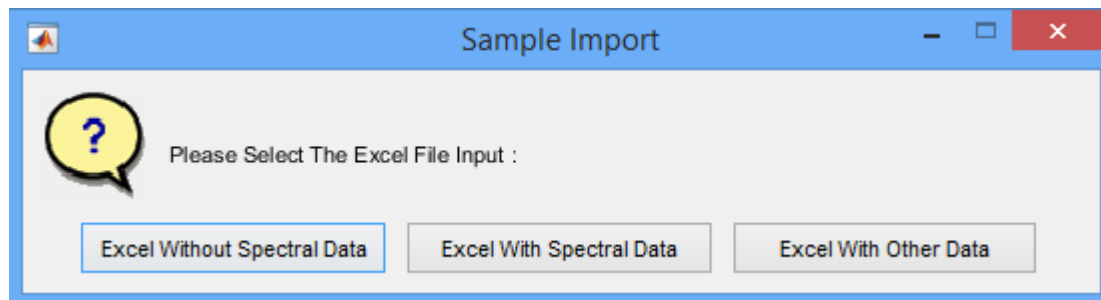 Sample Import
?
Please Select The Excel File Input :
Excel Without Spectral Data
Excel With Spectral Data
Excel With Other Data